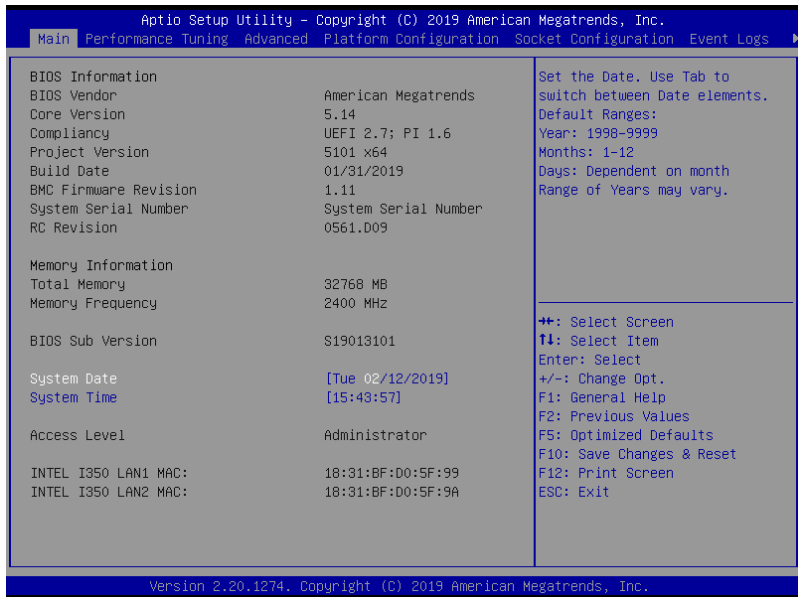 Aptio Setup Utility – Copyright (C) 2019 American Megatrends, Inc.
Main Performance Tuning Advanced Platform Configuration Socket Configuration Event Logs
BIOS Information
BIOS Vendor American Megatrends
Core Version 5.14
Compliancy UEFI 2.7; PI 1.6
Project Version 5101 x64
Build Date 01/31/2019
BMC Firmware Revision 1.11
System Serial Number System Serial Number
RC Revision 0561.D09
Memory Information
Total Memory 32768 MB
Memory Frequency 2400 MHz
BIOS Sub Version S19013101
System Date [Tue 02/12/2019]
System Time [15:43:57]
Access Level Administrator
INTEL I350 LAN1 MAC: 18:31:BF:D0:5F:99
INTEL I350 LAN2 MAC: 18:31:BF:D0:5F:9A
Set the Date. Use Tab to
switch between Date elements.
Default Ranges:
Year: 1998-9999
Months: 1-12
Days: Dependent on month
Range of Years may vary.
→←: Select Screen
↑↓: Select Item
Enter: Select
+/-: Change Opt.
F1: General Help
F2: Previous Values
F5: Optimized Defaults
F10: Save Changes & Reset
F12: Print Screen
ESC: Exit
Version 2.20.1274. Copyright (C) 2019 American Megatrends, Inc.